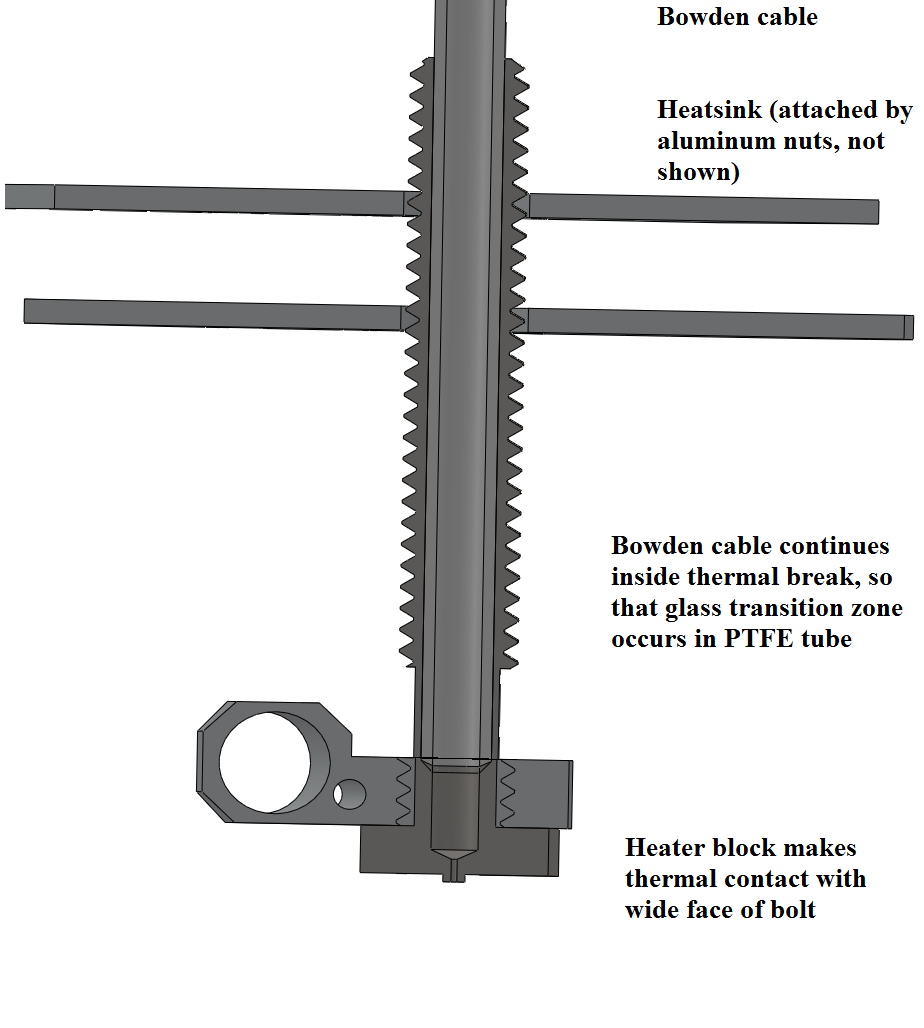 Bowden cable
Heatsink (attached by
aluminum nuts, not
shown)
Bowden cable continues
inside thermal break, so
that glass transition zone
occurs in PTFE tube
Heater block makes
thermal contact with
wide face of bolt